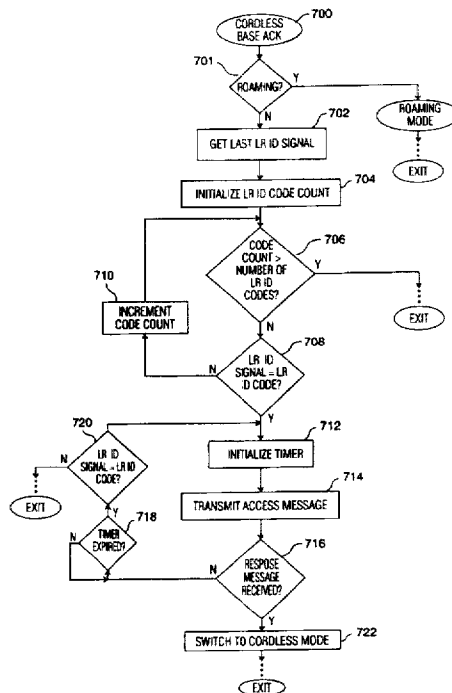 CORDLESS
BASE ACK
700
701
ROAMING?
Y
N
ROAMING
MODE
EXIT
702
GET LAST LR ID SIGNAL
704
INITIALIZE LR ID CODE COUNT
706
CODE
COUNT >
NUMBER OF
LR ID
CODES?
Y
N
EXIT
710
INCREMENT
CODE COUNT
708
LR ID
SIGNAL = LR
ID CODE?
N
Y
712
INITIALIZE TIMER
714
TRANSMIT ACCESS MESSAGE
716
RESPOSE
MESSAGE
RECEIVED?
N
Y
718
TIMER
EXPIRED?
N
Y
720
LR ID
SIGNAL = LR ID
CODE?
N
EXIT
722
SWITCH TO CORDLESS MODE
EXIT